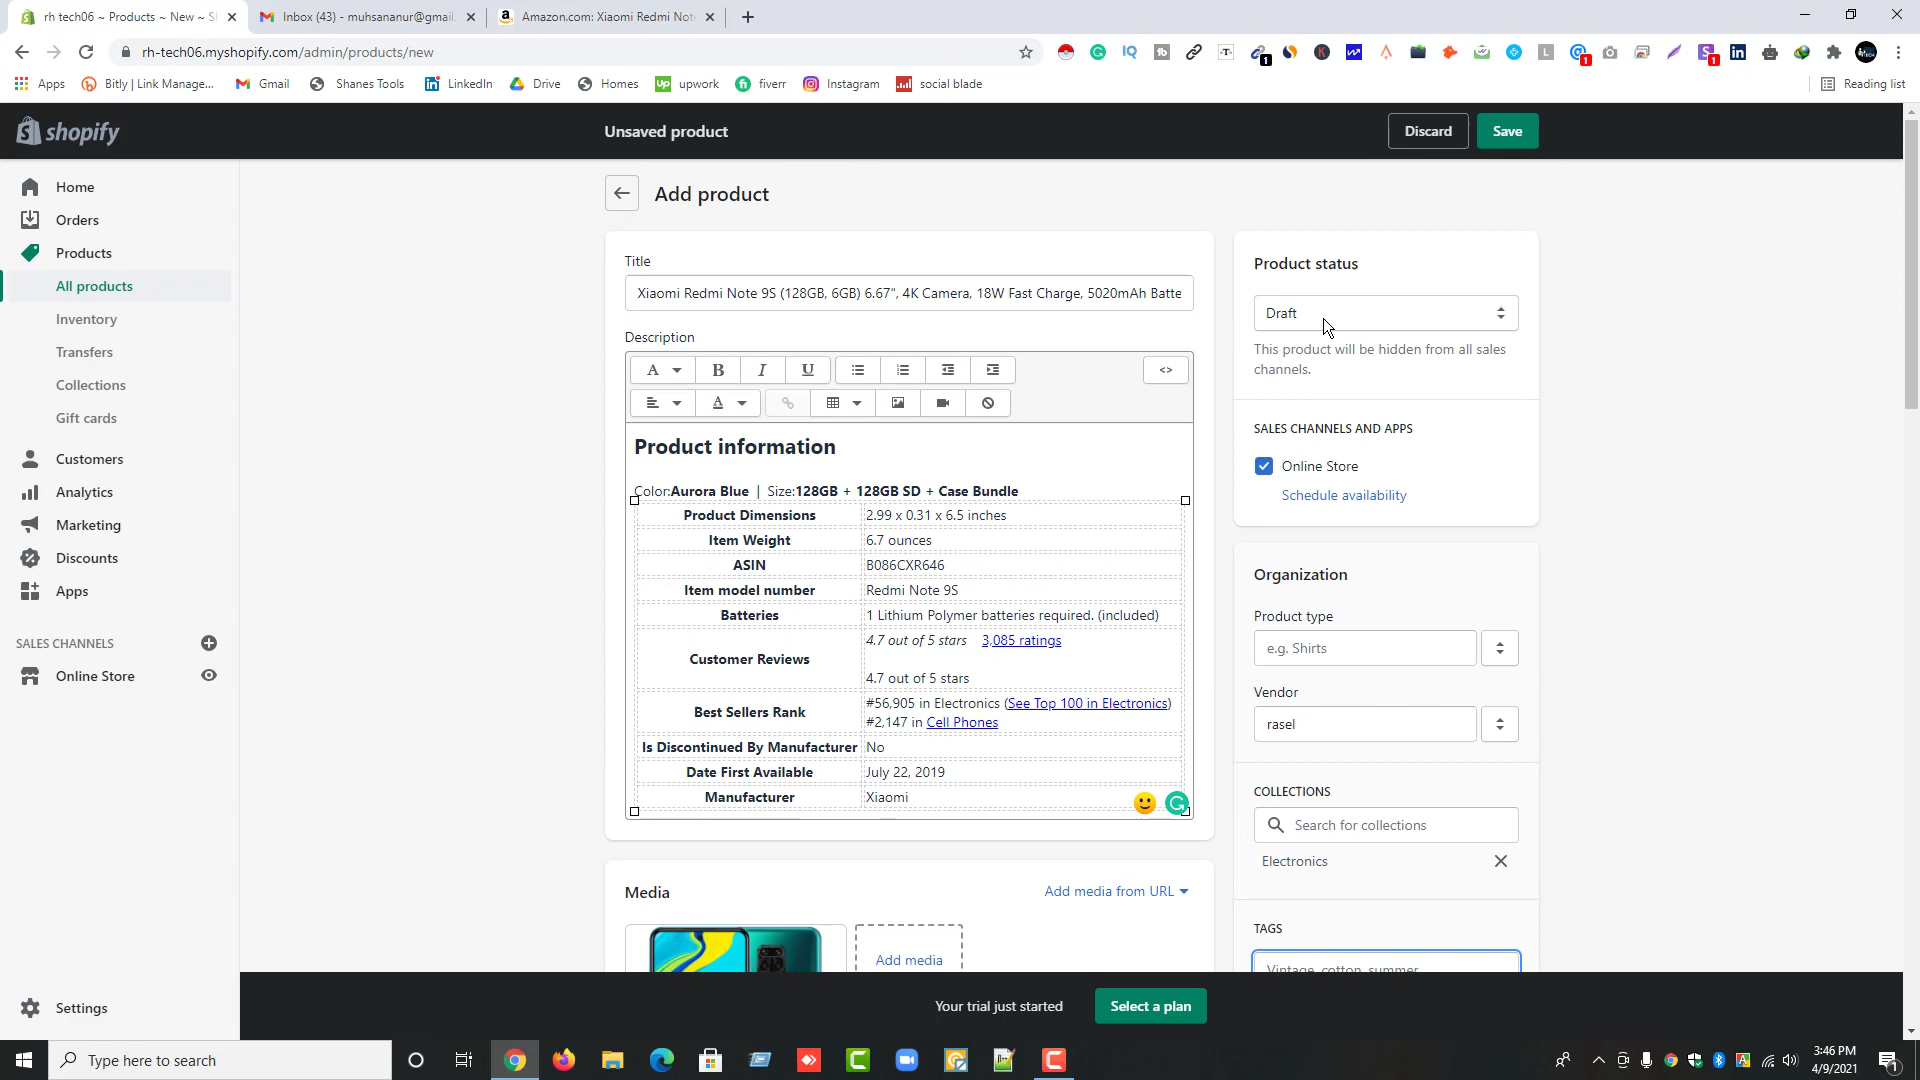 rh tech06 ~ Products ~ New ~ S
Inbox (43) - muhsananur@gmail.
Amazon.com: Xiaomi Redmi Not
rh-tech06.myshopify.com/admin/products/new
Apps
Bitly | Link Manage...
Gmail
Shanes Tools
LinkedIn
Drive
Homes
upwork
fiverr
Instagram
social blade
Reading list
shopify
Unsaved product
Discard
Save
Home
Orders
Products
All products
Inventory
Transfers
Collections
Gift cards
Customers
Analytics
Marketing
Discounts
Apps
SALES CHANNELS
Online Store
Settings
Add product
Title
Xiaomi Redmi Note 9S (128GB, 6GB) 6.67", 4K Camera, 18W Fast Charge, 5020mAh Batte
Description
Product information
Color:Aurora Blue | Size:128GB + 128GB SD + Case Bundle
Product Dimensions 2.99 x 0.31 x 6.5 inches
Item Weight 6.7 ounces
ASIN B086CXR646
Item model number Redmi Note 9S
Batteries 1 Lithium Polymer batteries required. (included)
Customer Reviews 4.7 out of 5 stars 3,085 ratings
4.7 out of 5 stars
Best Sellers Rank #56,905 in Electronics (See Top 100 in Electronics)
#2,147 in Cell Phones
Is Discontinued By Manufacturer No
Date First Available July 22, 2019
Manufacturer Xiaomi
Media
Add media from URL
Add media
Product status
Draft
This product will be hidden from all sales
channels.
SALES CHANNELS AND APPS
Online Store
Schedule availability
Organization
Product type
e.g. Shirts
Vendor
rasel
COLLECTIONS
Search for collections
Electronics
TAGS
Vintage, cotton, summer
Your trial just started
Select a plan
Type here to search
3:46 PM
4/9/2021